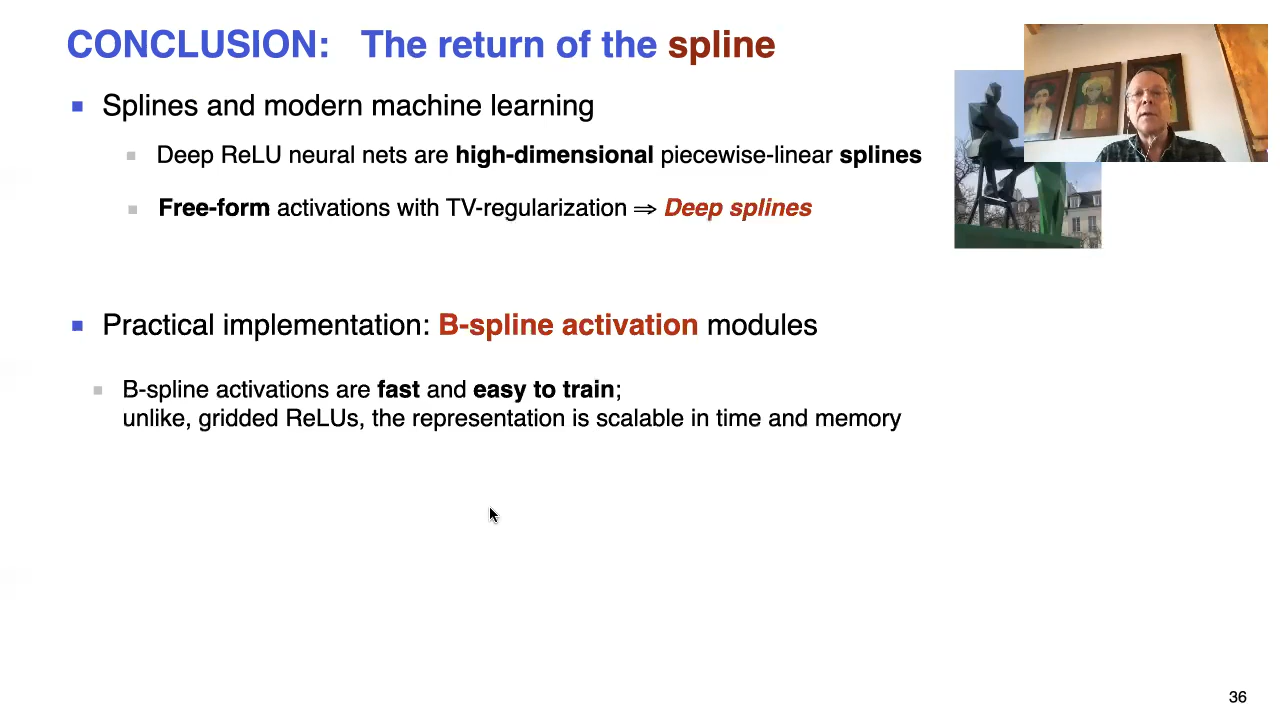 CONCLUSION: The return of the spline
Splines and modern machine learning
Deep ReLU neural nets are high-dimensional piecewise-linear splines
Free-form activations with TV-regularization ⇒ Deep splines
Practical implementation: B-spline activation modules
B-spline activations are fast and easy to train;
unlike, gridded ReLUs, the representation is scalable in time and memory
36